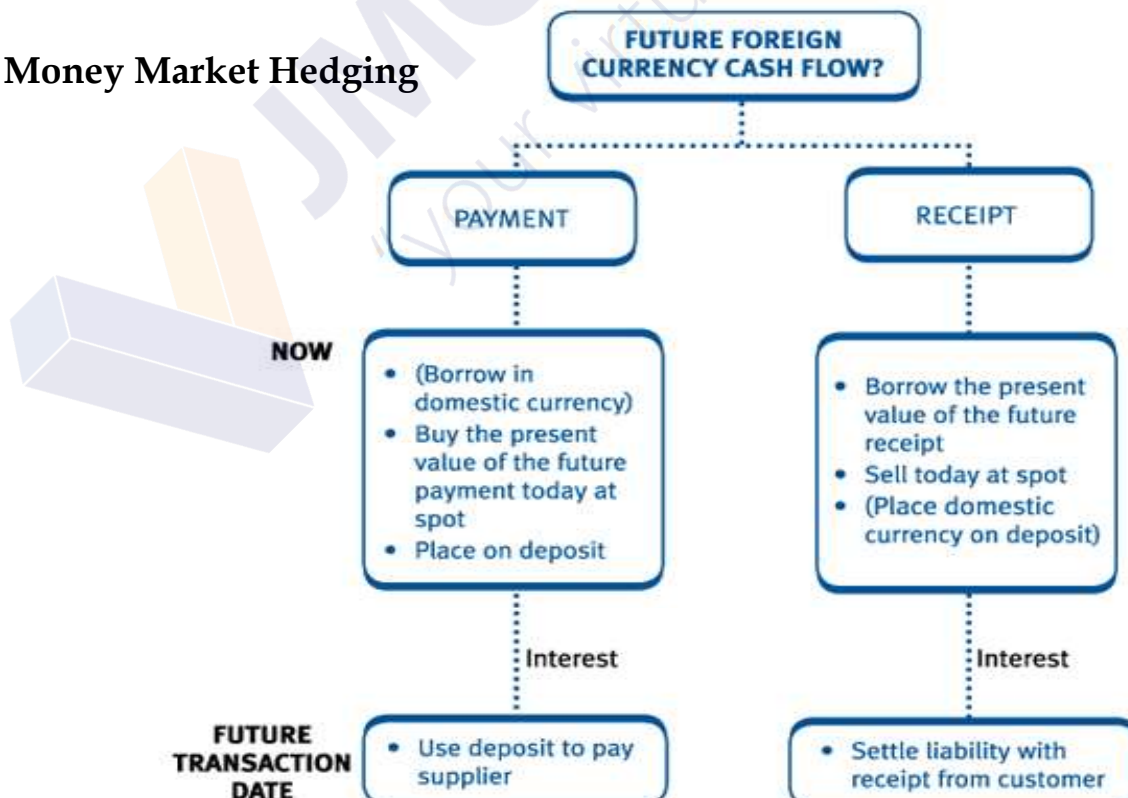 Money Market Hedging
FUTURE FOREIGN
CURRENCY CASH FLOW?
PAYMENT
RECEIPT
NOW
• (Borrow in
domestic currency)
• Buy the present
value of the future
payment today at
spot
• Place on deposit
• Borrow the present
value of the future
receipt
• Sell today at spot
• (Place domestic
currency on deposit)
Interest
Interest
FUTURE
TRANSACTION
DATE
• Use deposit to pay
supplier
• Settle liability with
receipt from customer
"your virtu